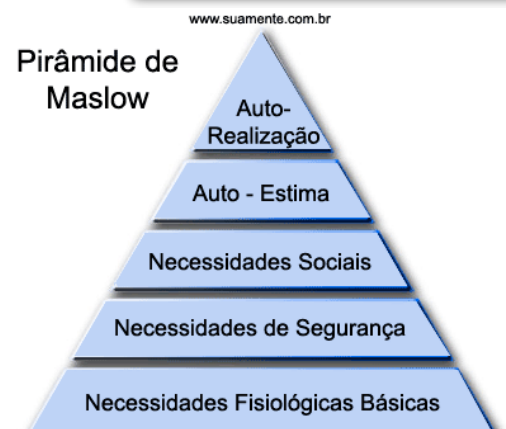 www.suamente.com.br
Pirâmide de
Maslow
Auto-
Realização
Auto - Estima
Necessidades Sociais
Necessidades de Segurança
Necessidades Fisiológicas Básicas